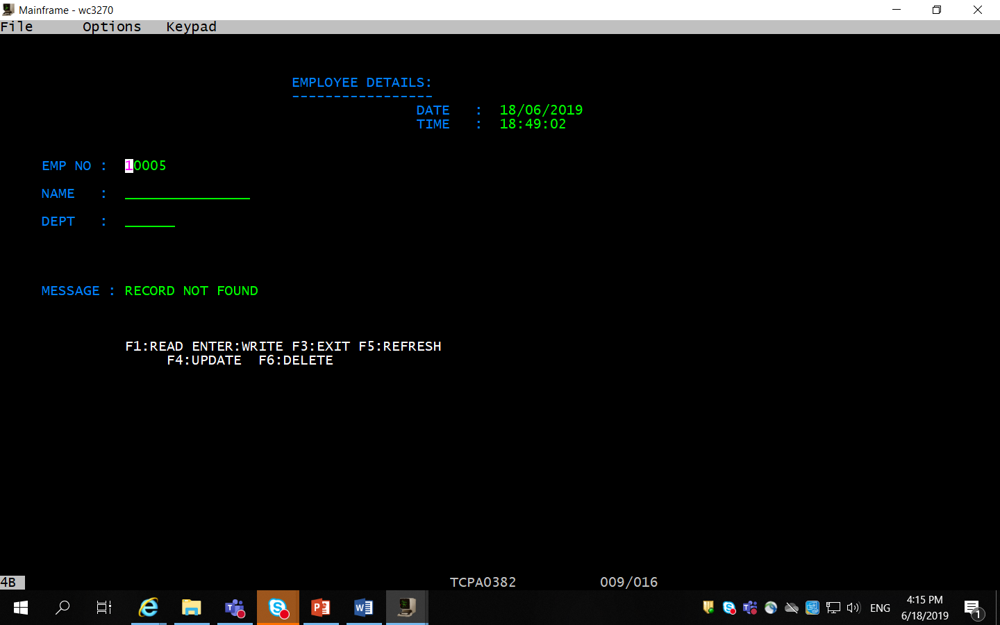 Mainframe - wc3270
File Options Keypad
EMPLOYEE DETAILS:
-----------------
DATE : 18/06/2019
TIME : 18:49:02
EMP NO : 10005
NAME : _______________
DEPT : ______
MESSAGE : RECORD NOT FOUND
F1:READ ENTER:WRITE F3:EXIT F5:REFRESH
F4:UPDATE F6:DELETE
4B TCPA0382 009/016
ENG
4:15 PM
6/18/2019
1